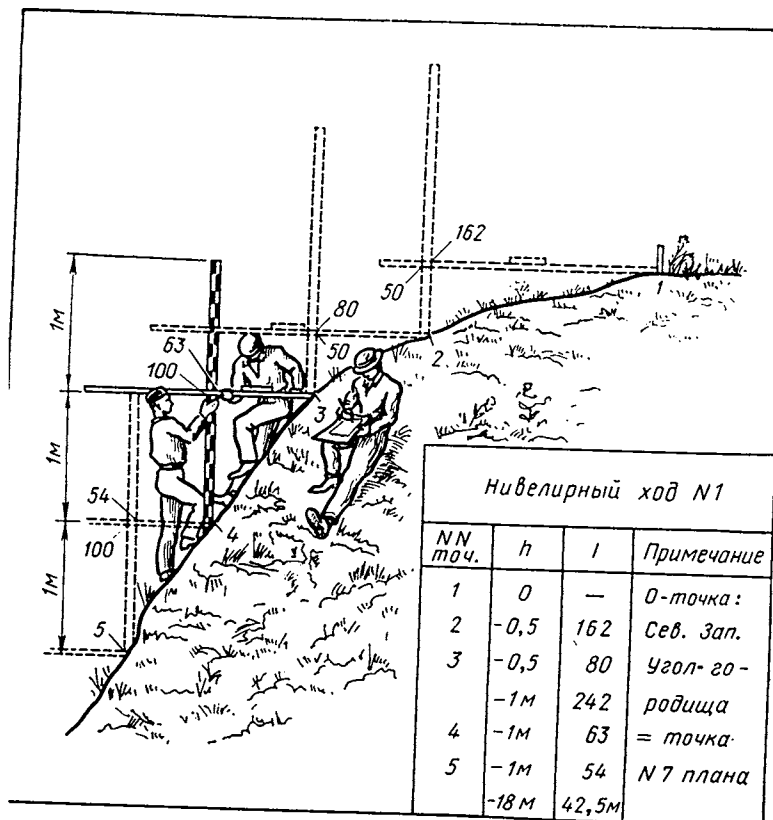 162
50
1
1м
80
50
2
63
100
3
1м
54
100
4
1м
5
Нивелирный ход N1
NN точ. h l Примечание
1 0 — 0-точка:
2 -0,5 162 Сев. Зап.
3 -0,5 80 Угол-го-
-1м 242 родища
4 -1м 63 = точка
5 -1м 54 N7 плана
-18м 42,5м